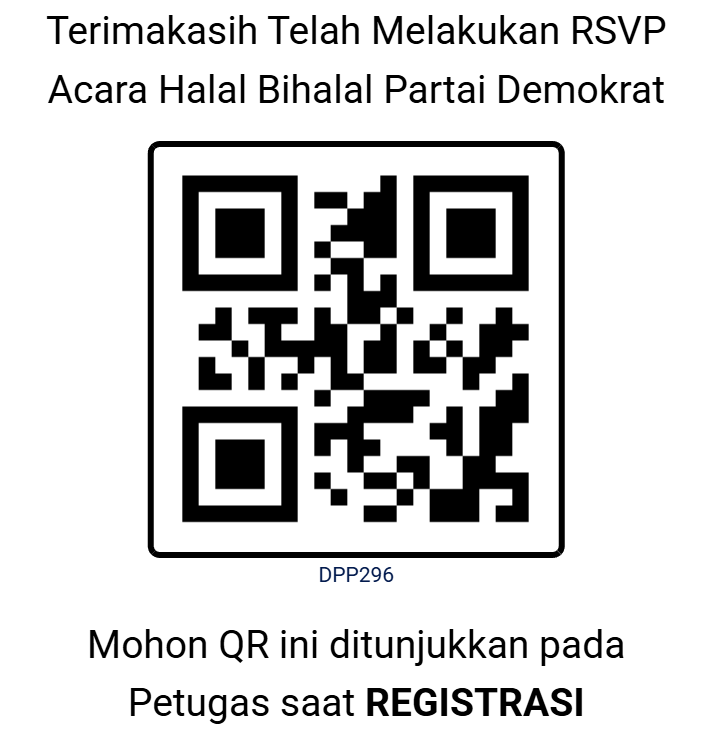 Terimakasih Telah Melakukan RSVP
Acara Halal Bihalal Partai Demokrat
DPP296
Mohon QR ini ditunjukkan pada
Petugas saat REGISTRASI